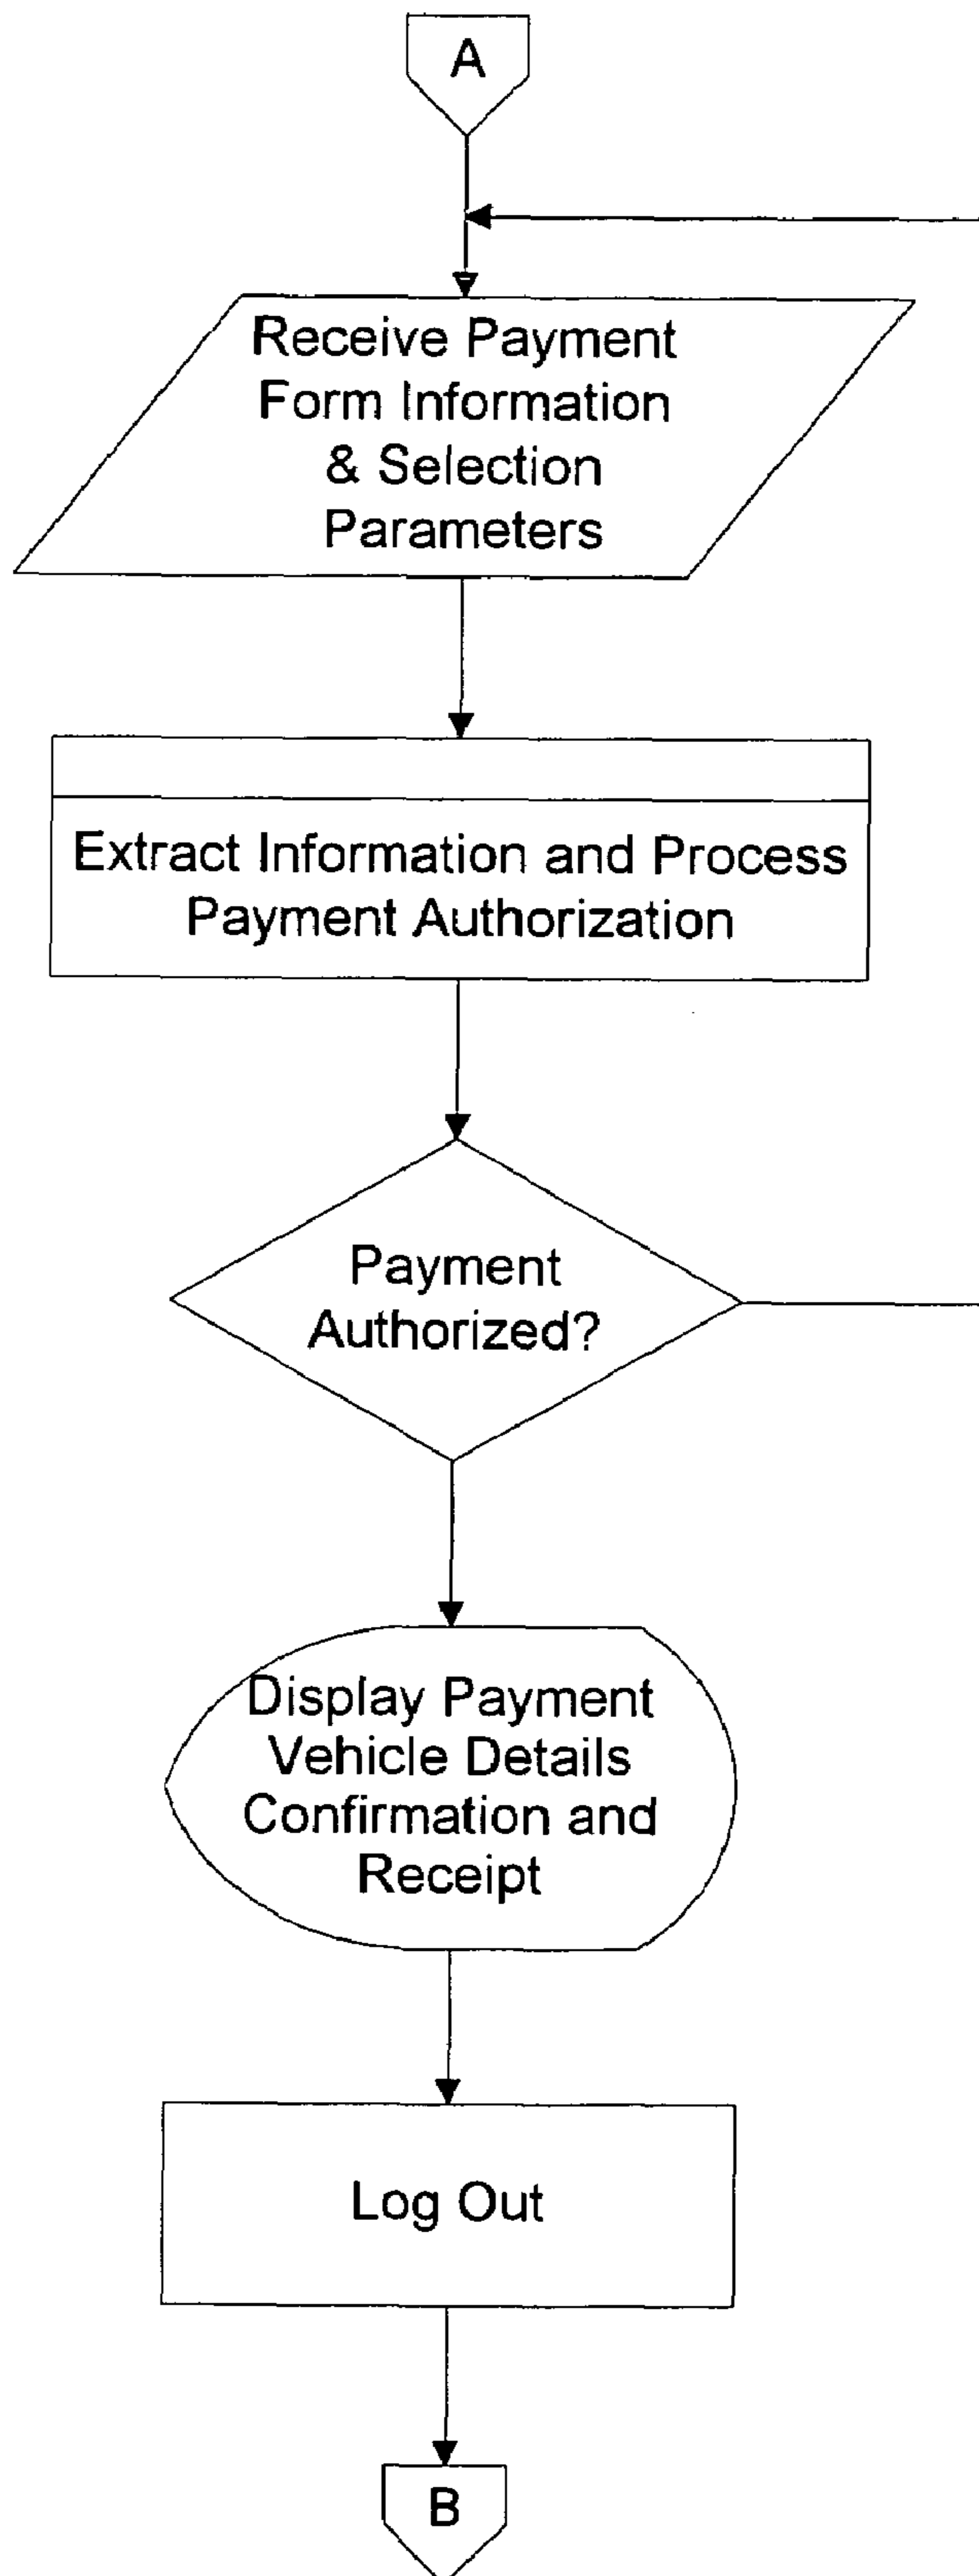 A
Receive Payment
Form Information
& Selection
Parameters
Extract Information and Process
Payment Authorization
Payment
Authorized?
Display Payment
Vehicle Details
Confirmation and
Receipt
Log Out
B